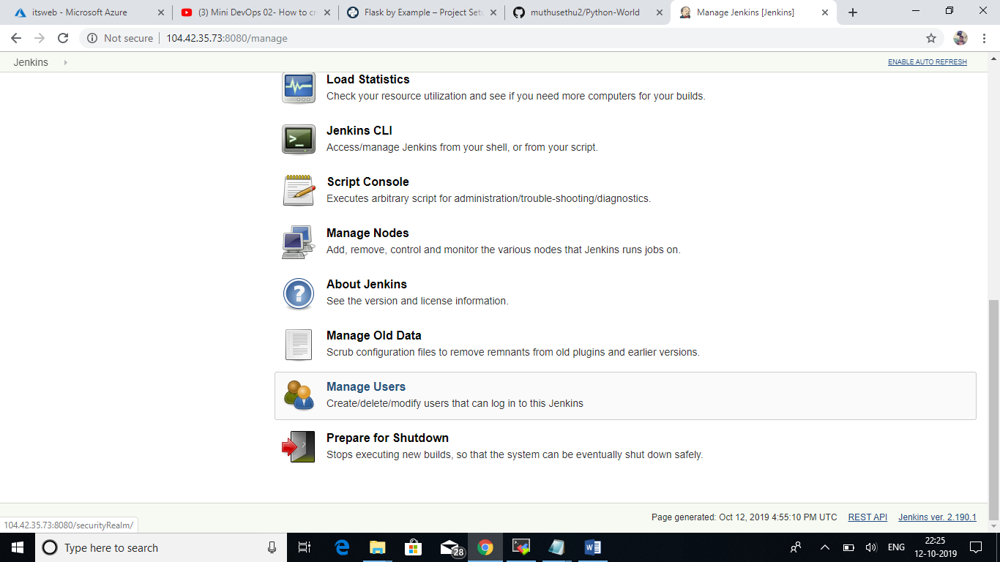 itsweb - Microsoft Azure
(3) Mini DevOps 02- How to cr
Flask by Example – Project Setu
muthusethu2/Python-World
Manage Jenkins [Jenkins]
Not secure
104.42.35.73:8080/manage
Jenkins
ENABLE AUTO REFRESH
Load Statistics
Check your resource utilization and see if you need more computers for your builds.
Jenkins CLI
Access/manage Jenkins from your shell, or from your script.
Script Console
Executes arbitrary script for administration/trouble-shooting/diagnostics.
Manage Nodes
Add, remove, control and monitor the various nodes that Jenkins runs jobs on.
About Jenkins
See the version and license information.
Manage Old Data
Scrub configuration files to remove remnants from old plugins and earlier versions.
Manage Users
Create/delete/modify users that can log in to this Jenkins
Prepare for Shutdown
Stops executing new builds, so that the system can be eventually shut down safely.
Page generated: Oct 12, 2019 4:55:10 PM UTC REST API Jenkins ver. 2.190.1
104.42.35.73:8080/securityRealm/
Type here to search
28
ENG
22:25
12-10-2019